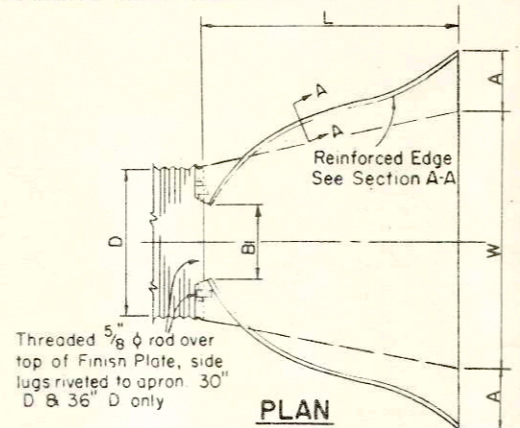 L
A
A
A
Reinforced Edge
See Section A-A
D
B1
W
Threaded 5/8" ϕ rod over
top of Finish Plate, side
lugs riveted to apron. 30"
D & 36" D only
A
PLAN